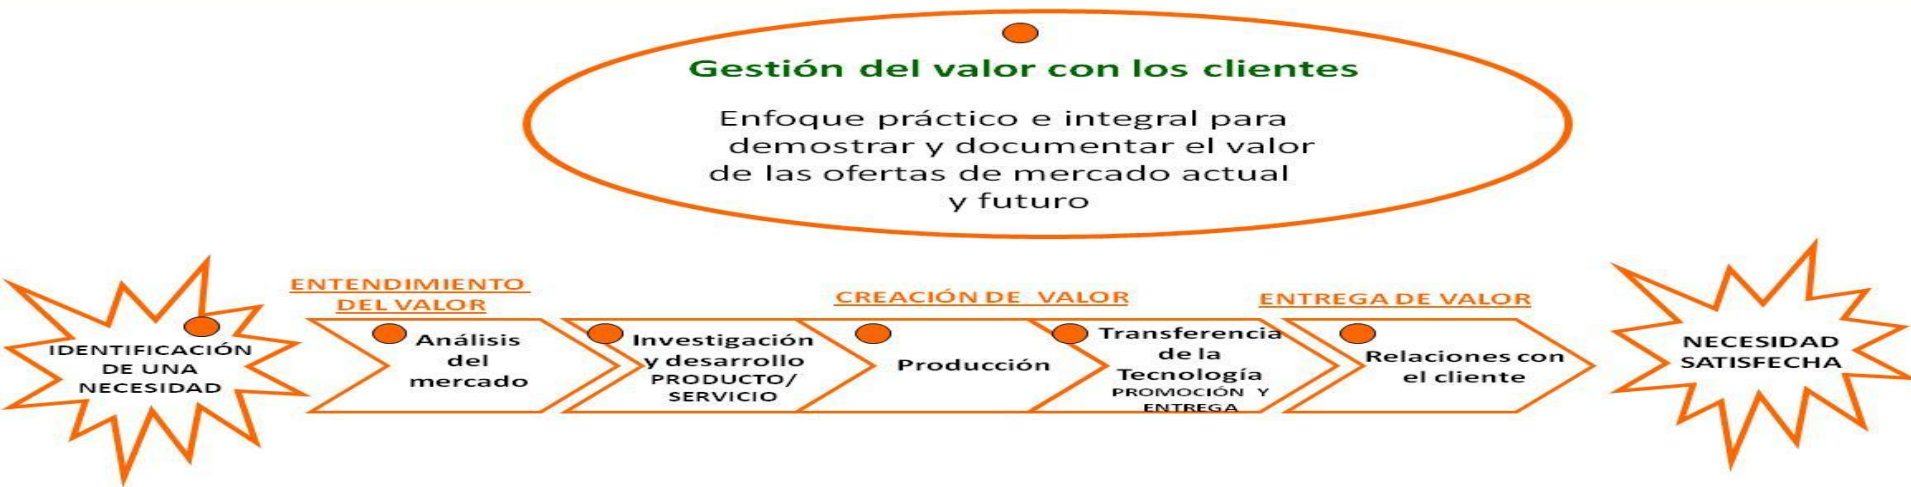 Gestión del valor con los clientes
Enfoque práctico e integral para
demostrar y documentar el valor
de las ofertas de mercado actual
y futuro
IDENTIFICACIÓN
DE UNA
NECESIDAD
ENTENDIMIENTO
DEL VALOR
Análisis
del
mercado
Investigación
y desarrollo
PRODUCTO/
SERVICIO
CREACIÓN DE VALOR
Producción
Transferencia
de la
Tecnología
PROMOCIÓN Y
ENTREGA
ENTREGA DE VALOR
Relaciones con
el cliente
NECESIDAD
SATISFECHA